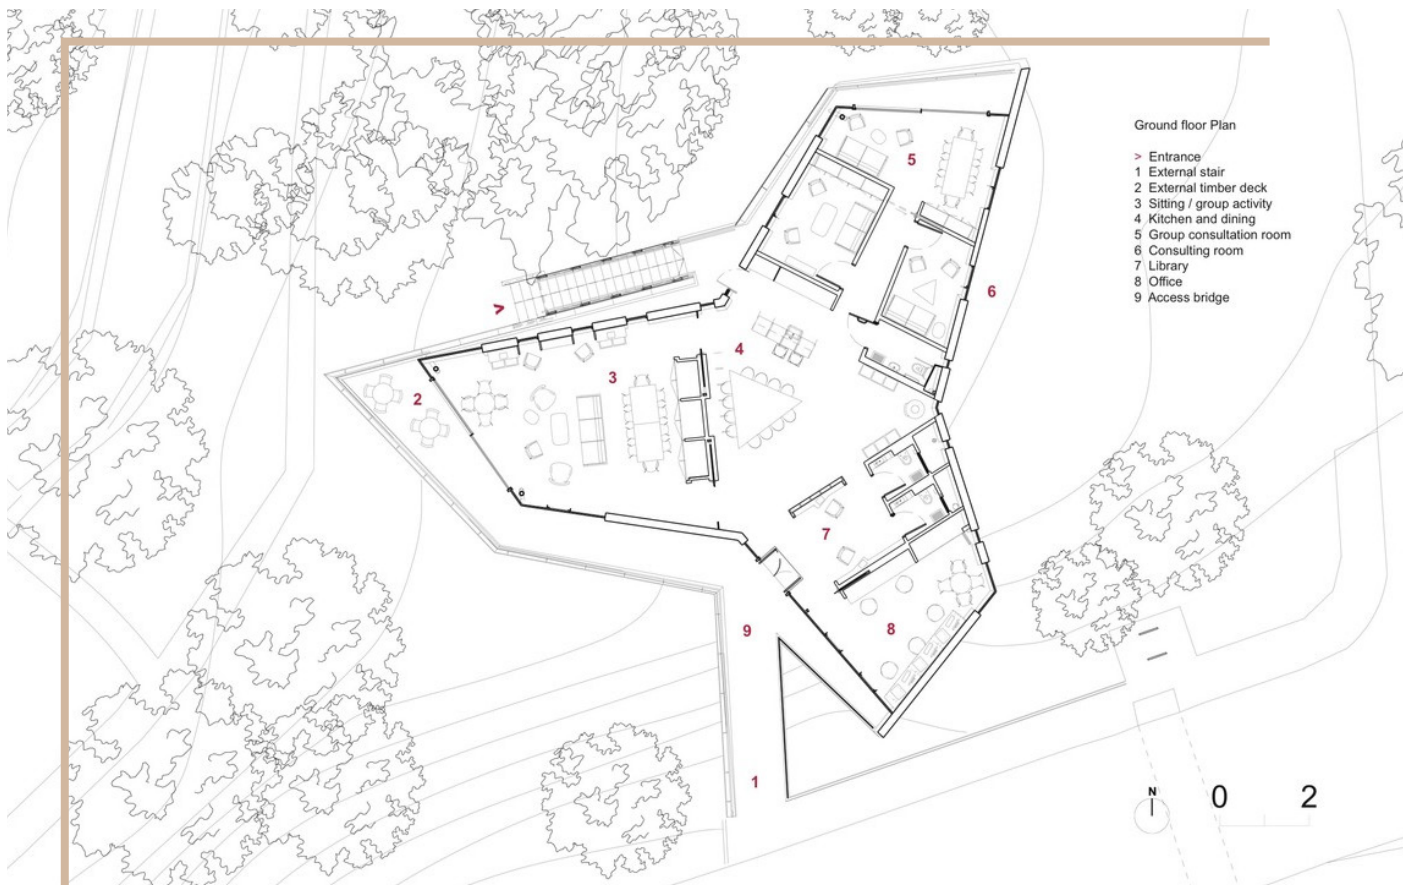 Ground floor Plan
> Entrance
1 External stair
2 External timber deck
3 Sitting / group activity
4 Kitchen and dining
5 Group consultation room
6 Consulting room
7 Library
8 Office
9 Access bridge
5
6
>
4
3
2
7
8
9
1
N
0 2